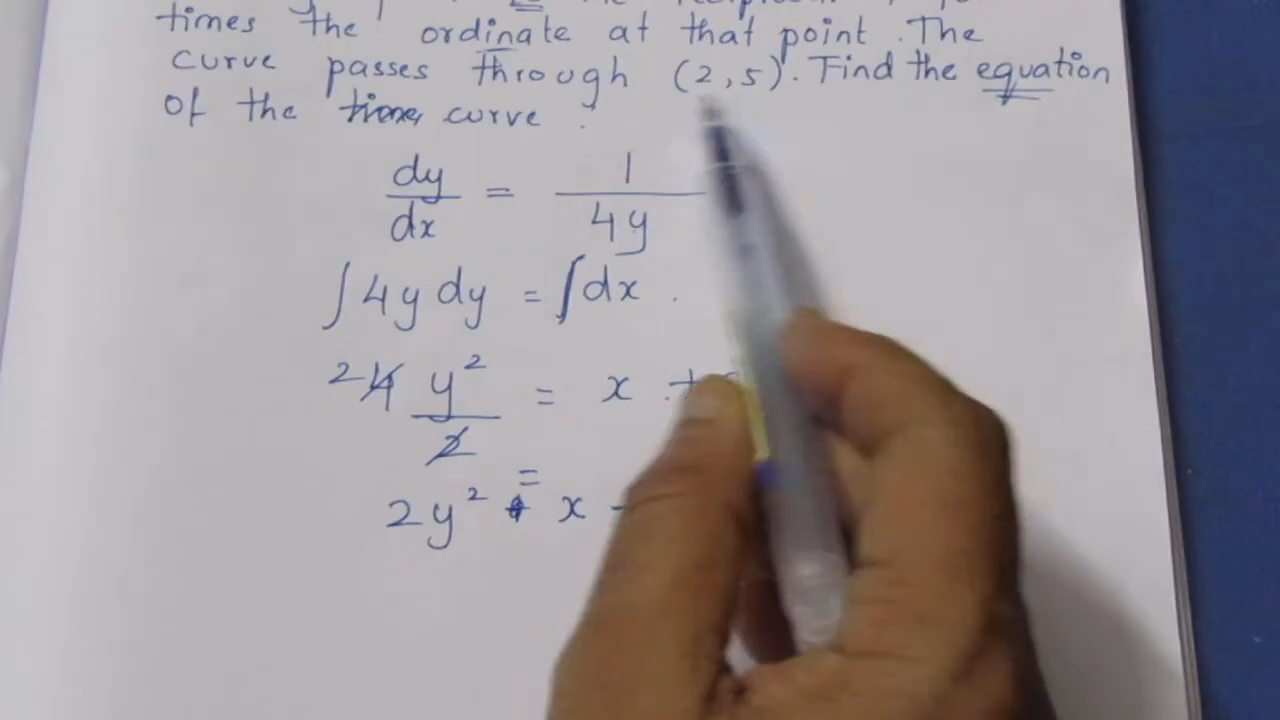 times the ordinate at that point. The
curve passes through (2,5). Find the equation
of the curve.
dy/dx = 1/4y
∫4y dy = ∫dx.
2 4 y²/2 = x +
2y² = x